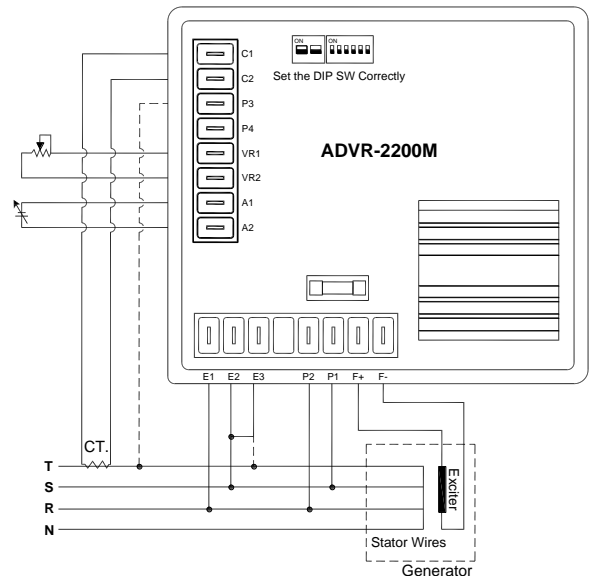 ON
ON
Set the DIP SW Correctly
C1
C2
P3
P4
VR1
VR2
A1
A2
ADVR-2200M
E1 E2 E3 P2 P1 F+ F-
CT.
T
S
R
N
Exciter
Stator Wires
Generator